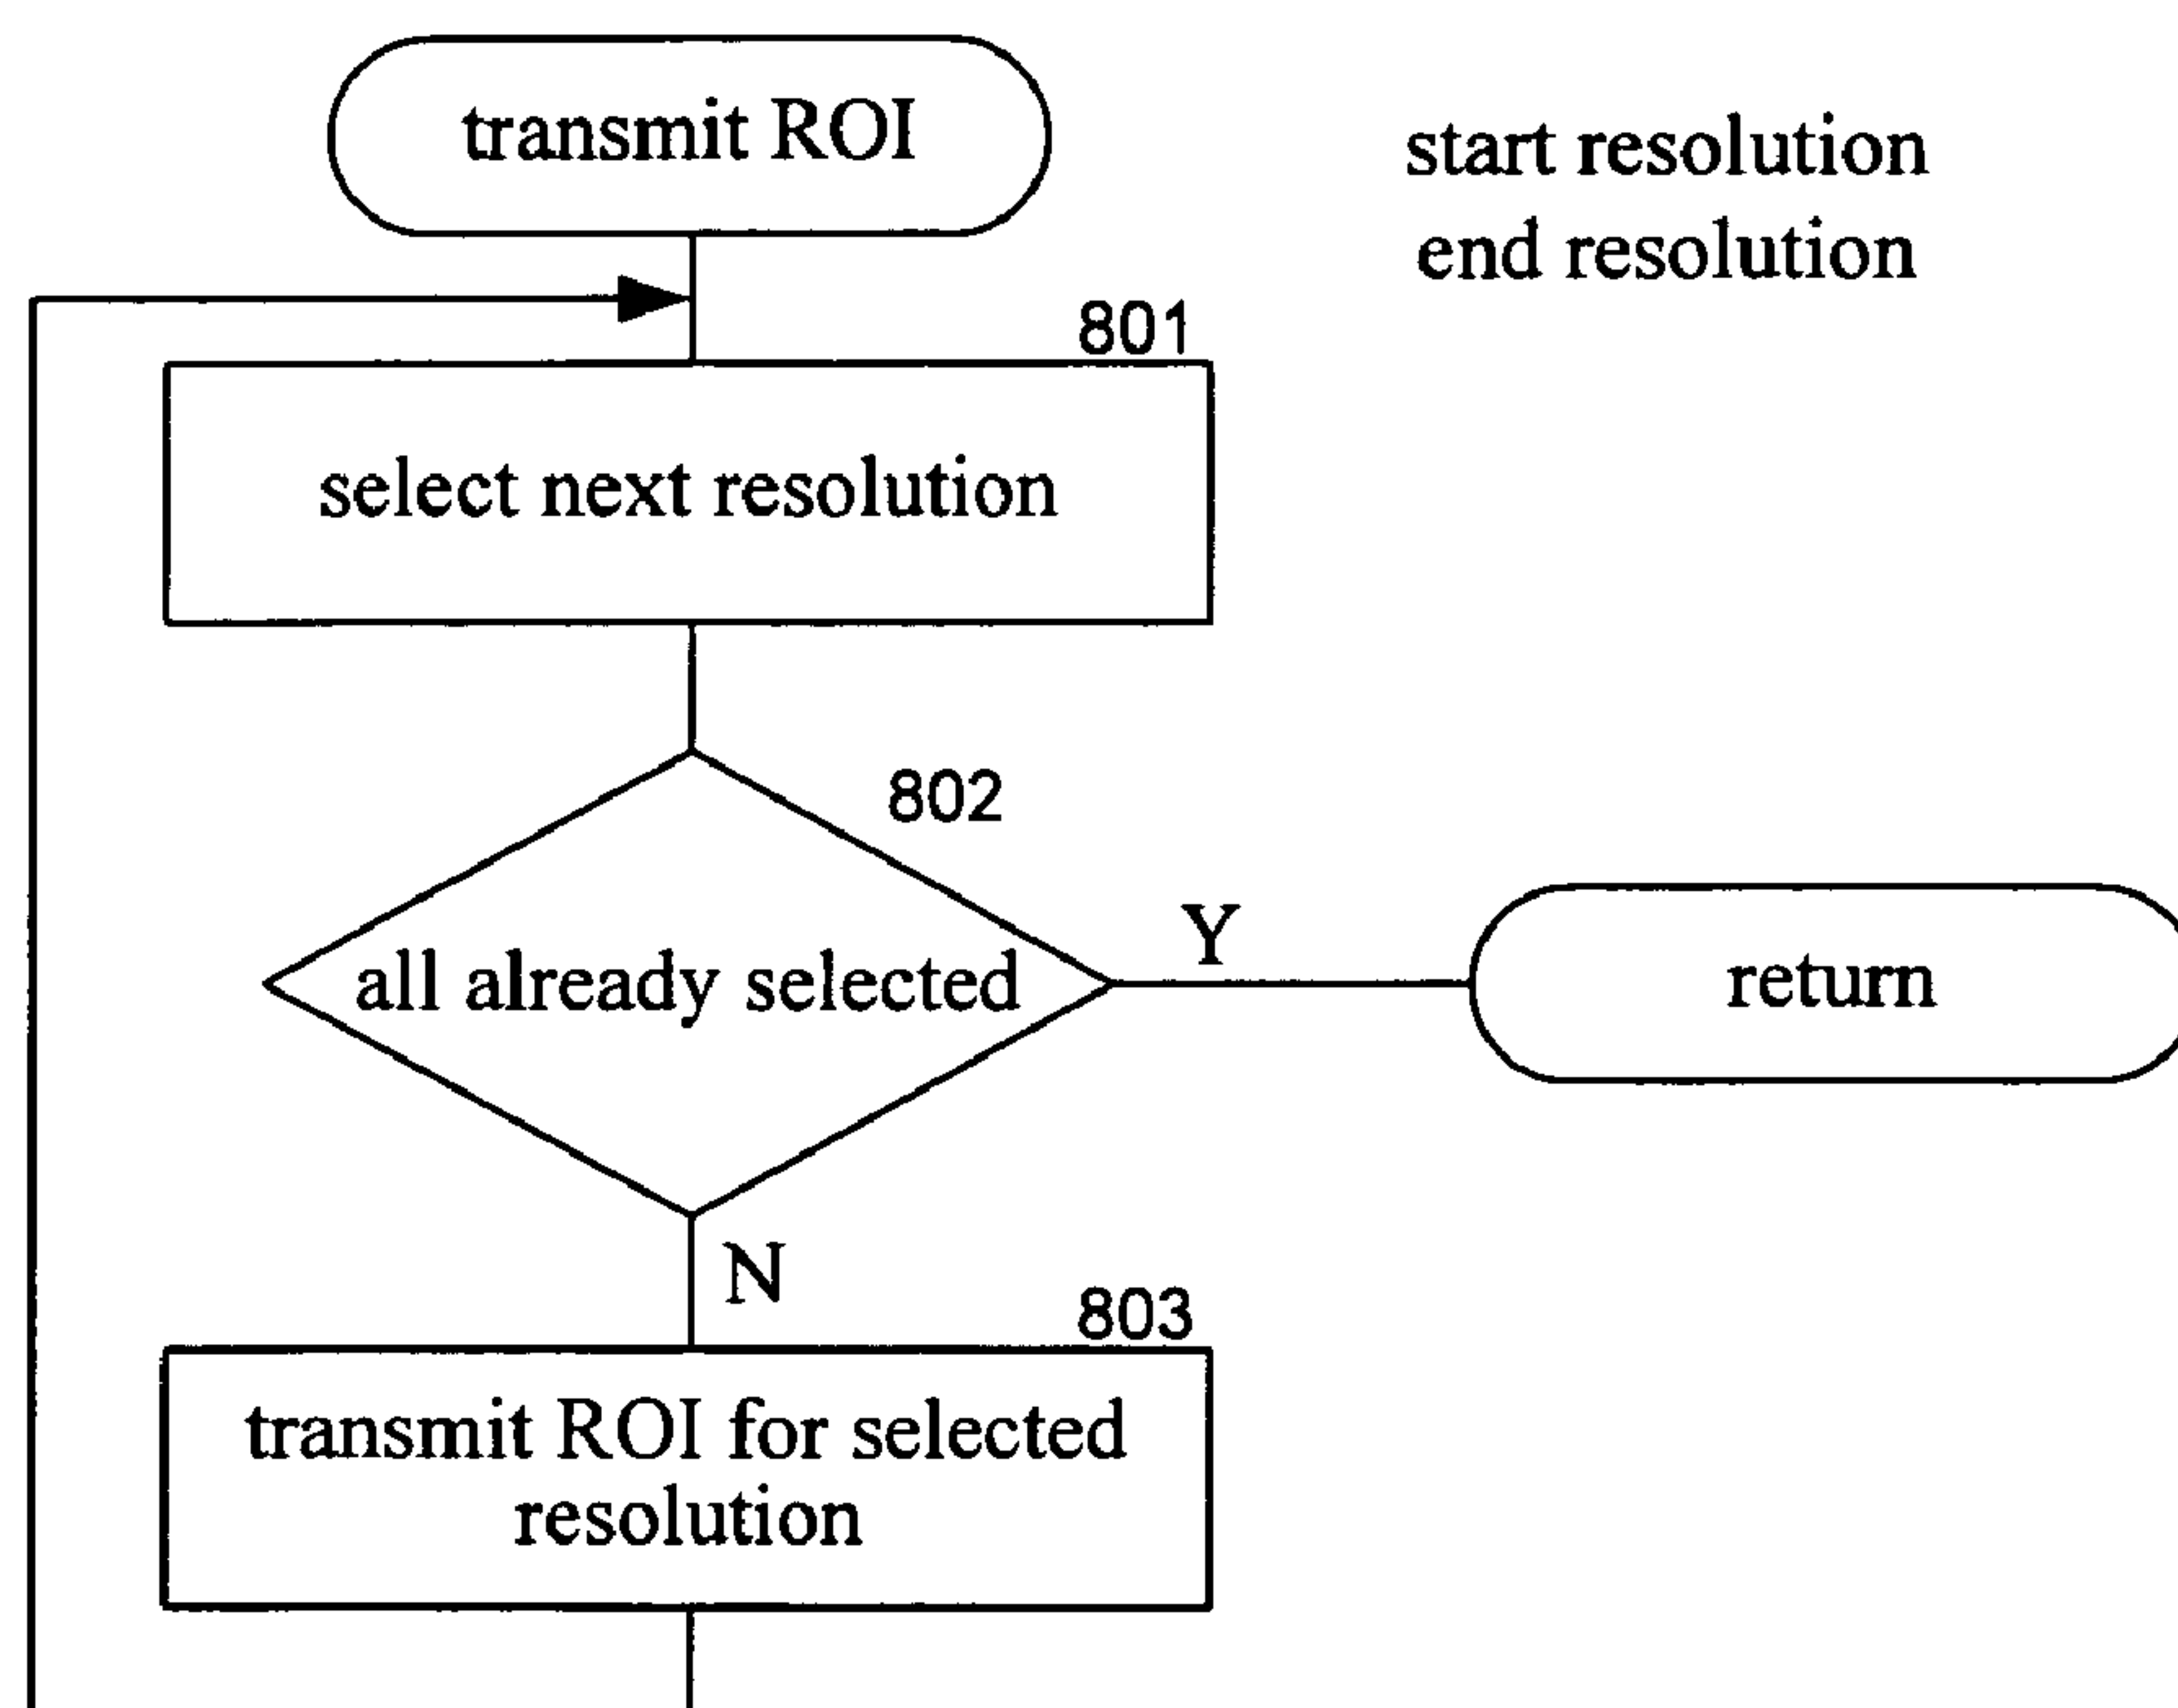 transmit ROI
start resolution
end resolution
801
select next resolution
802
all already selected
Y
return
N
803
transmit ROI for selected
resolution